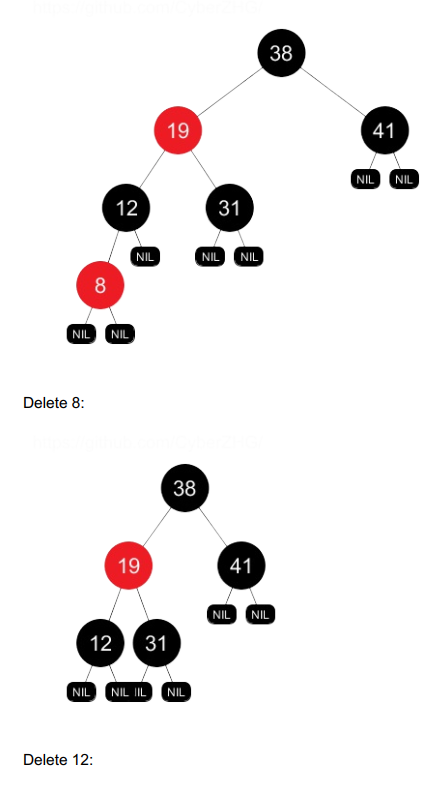 38
19 41
NIL NIL
12 31
NIL NIL NIL
8
NIL NIL
Delete 8:
38
19 41
NIL NIL
12 31
NIL NIL IIL NIL
Delete 12: